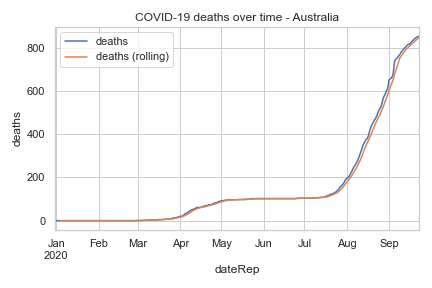 COVID-19 deaths over time - Australia
deaths
deaths (rolling)
800
600
400
200
0
deaths
Jan Feb Mar Apr May Jun Jul Aug Sep
2020
dateRep